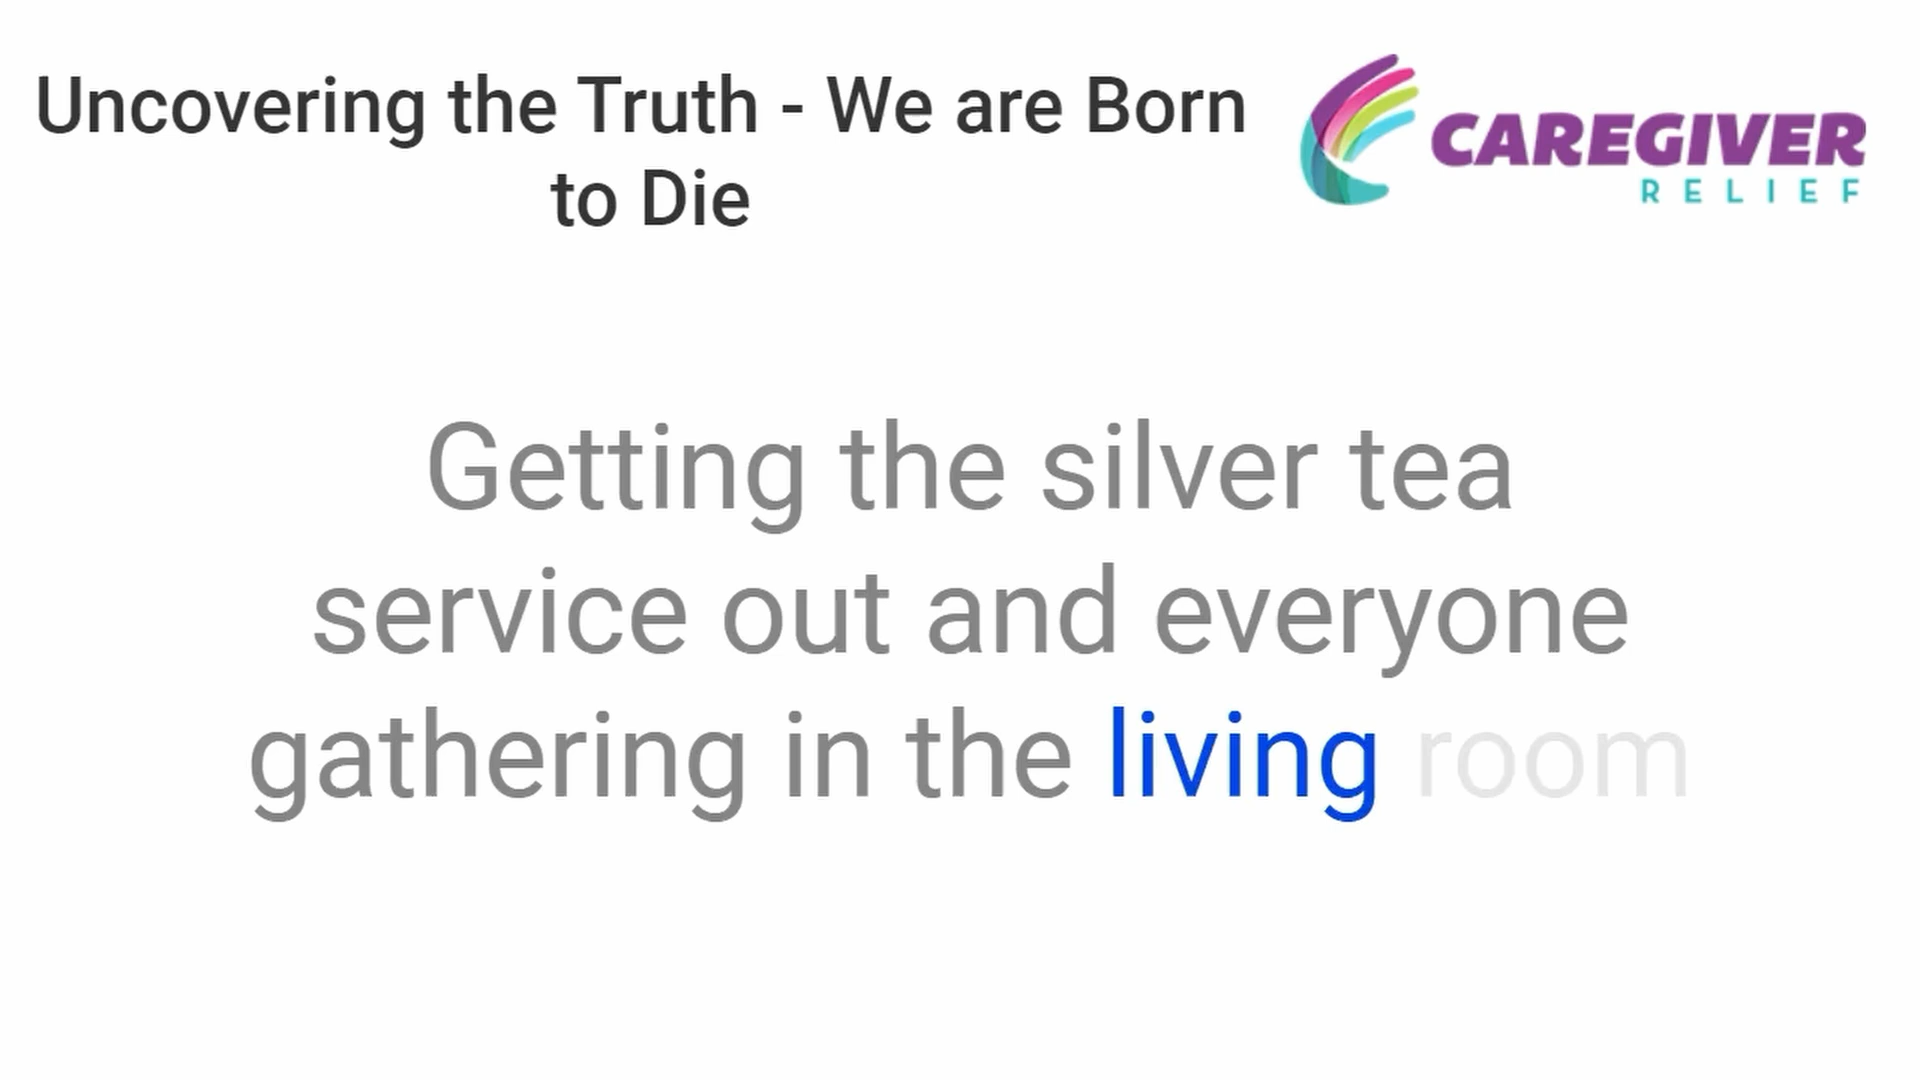 Uncovering the Truth - We are Born
to Die
CAREGIVER
RELIEF
Getting the silver tea
service out and everyone
gathering in the living room